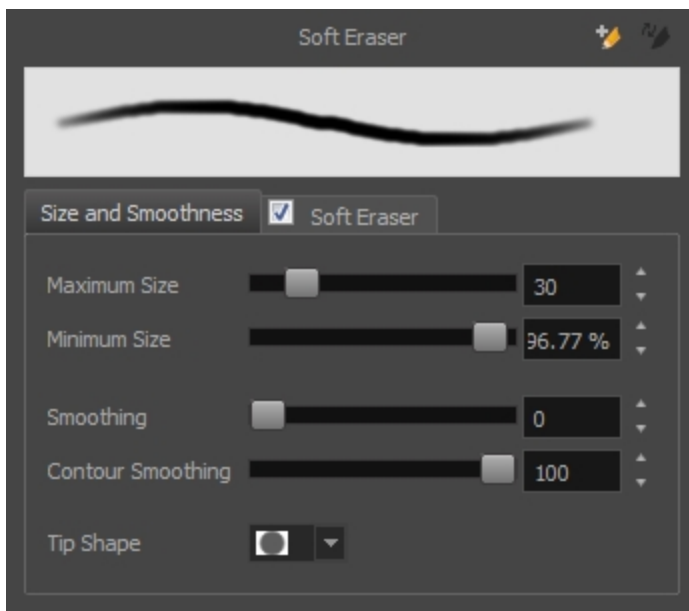 Soft Eraser
Size and Smoothness Soft Eraser
Maximum Size 30
Minimum Size 96.77 %
Smoothing 0
Contour Smoothing 100
Tip Shape